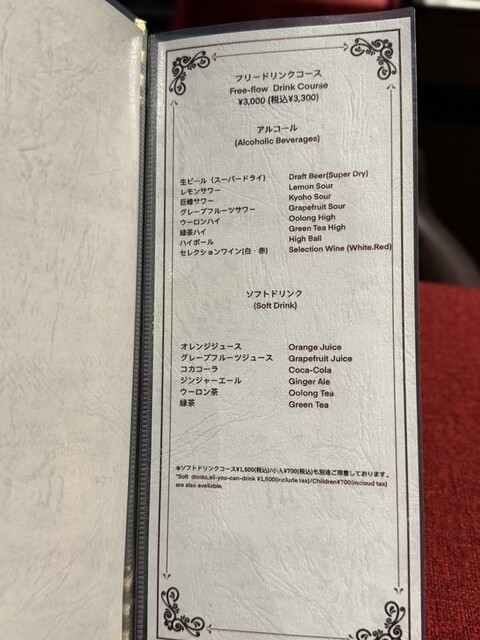 フリードリンクコース
Free-flow Drink Course
¥3,000 (税込¥3,300)
アルコール
(Alcoholic Beverages)
生ビール（スーパードライ） Draft Beer(Super Dry)
レモンサワー Lemon Sour
巨峰サワー Kyoho Sour
グレープフルーツサワー Grapefruit Sour
ウーロンハイ Oolong High
緑茶ハイ Green Tea High
ハイボール High Ball
セレクションワイン(白・赤) Selection Wine (White.Red)
ソフトドリンク
(Soft Drink)
オレンジジュース Orange Juice
グレープフルーツジュース Grapefruit Juice
コカコーラ Coca-Cola
ジンジャーエール Ginger Ale
ウーロン茶 Oolong Tea
緑茶 Green Tea
※ソフトドリンクコース¥1,500(税込)/小人¥700(税込)も別途ご用意しております。
*Soft drinks,all-you-can-drink ¥1,500(include tax)/Children¥700(incloud tax)
are also available.